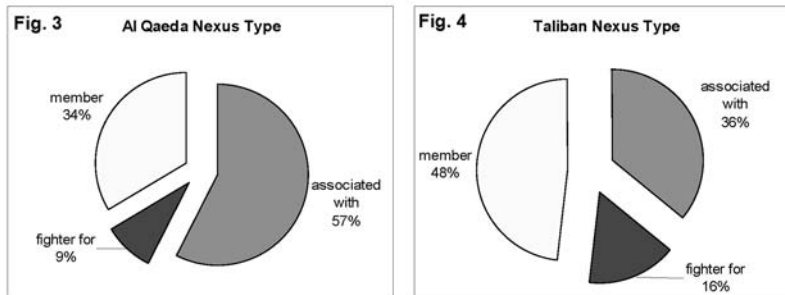 Fig. 3
Al Qaeda Nexus Type
member
34%
associated
with
57%
fighter for
9%
Fig. 4
Taliban Nexus Type
associated
with
36%
member
48%
fighter for
16%